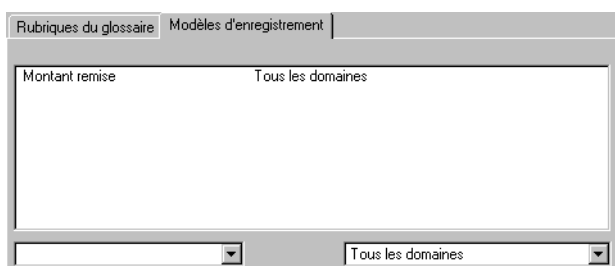 Rubriques du glossaire Modèles d'enregistrement
Montant remise Tous les domaines
Tous les domaines